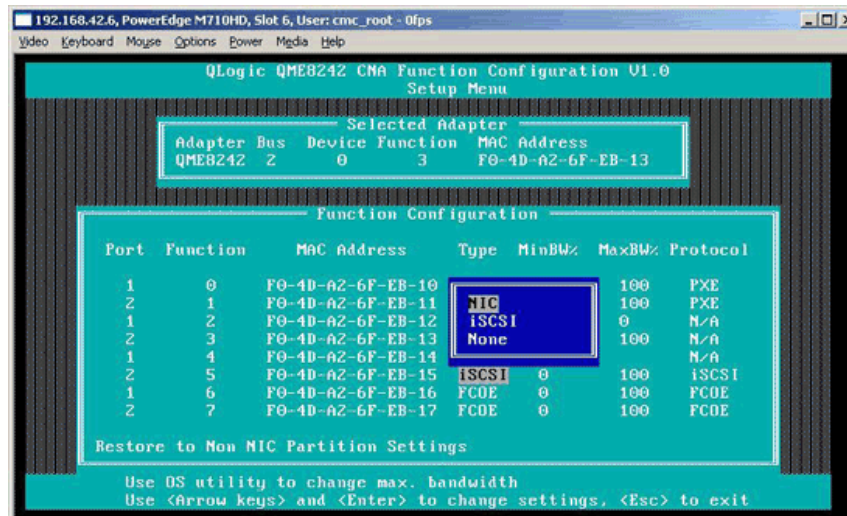 192.168.42.6, PowerEdge M710HD, Slot 6, User: cmc_root - 0fps
Video Keyboard Mouse Options Power Media Help
QLogic QME8242 CNA Function Configuration V1.0
Setup Menu
Selected Adapter
Adapter Bus Device Function MAC Address
QME8242 2 0 3 F0-4D-A2-6F-EB-13
Function Configuration
Port Function MAC Address Type MinBW% MaxBW% Protocol
1 0 F0-4D-A2-6F-EB-10 100 PXE
2 1 F0-4D-A2-6F-EB-11 NIC 100 PXE
1 2 F0-4D-A2-6F-EB-12 iSCSI 0 N/A
2 3 F0-4D-A2-6F-EB-13 None 100 N/A
1 4 F0-4D-A2-6F-EB-14 N/A
2 5 F0-4D-A2-6F-EB-15 iSCSI 0 100 iSCSI
1 6 F0-4D-A2-6F-EB-16 FCOE 0 100 FCOE
2 7 F0-4D-A2-6F-EB-17 FCOE 0 100 FCOE
Restore to Non NIC Partition Settings
Use OS utility to change max. bandwidth
Use <Arrow keys> and <Enter> to change settings, <Esc> to exit